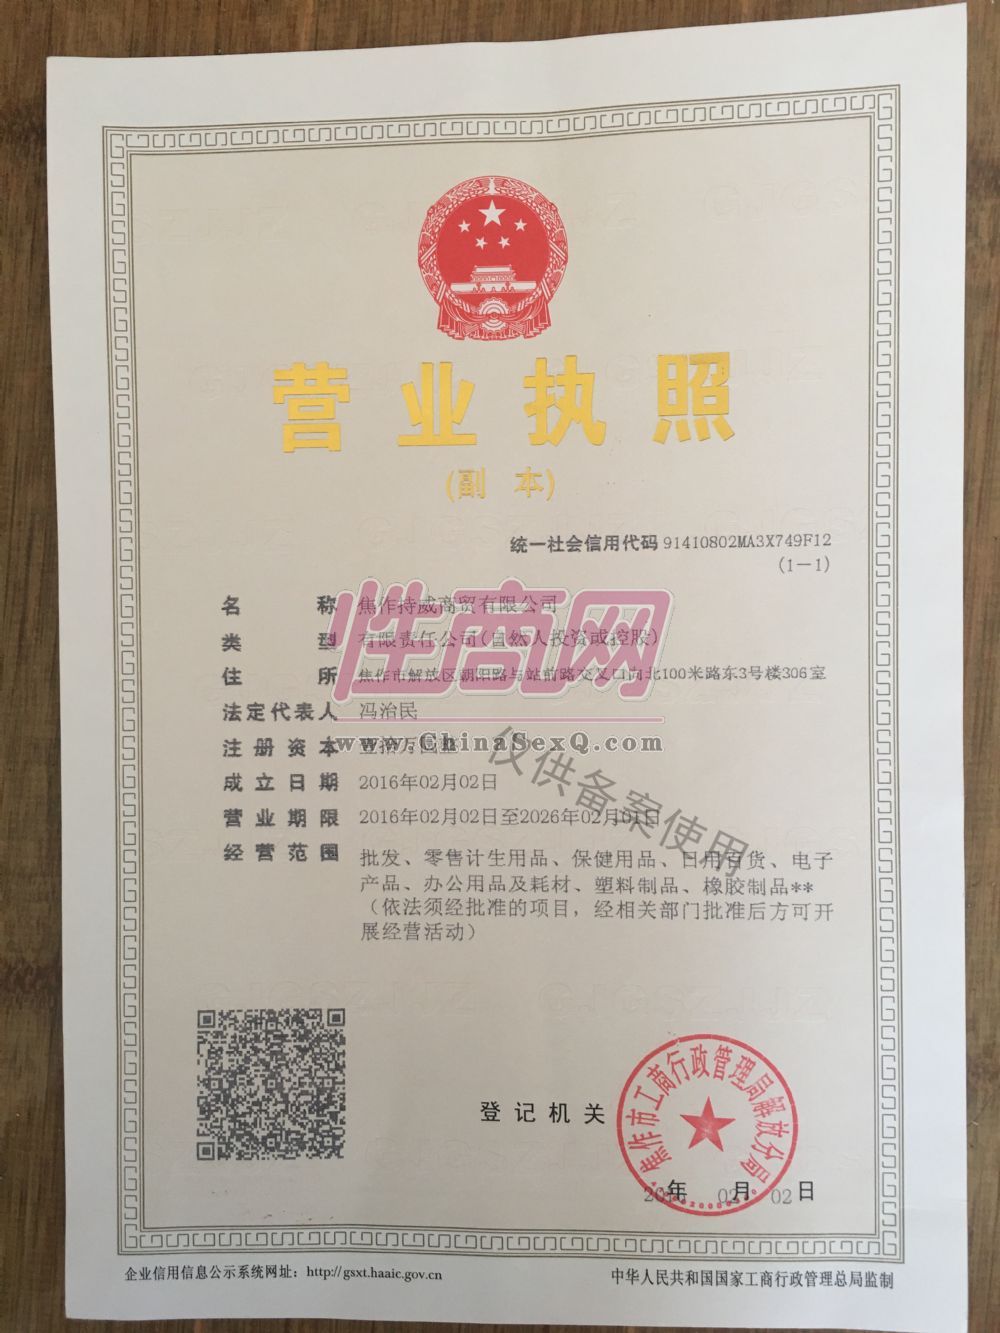 营业执照
(副 本)
统一社会信用代码 91410802MA3X749F12
(1—1)
名 称 焦作持威商贸有限公司
类 型 有限责任公司(自然人投资或控股)
住 所 焦作市解放区朝阳路与站前路交叉口向北100米路东3号楼306室
法定代表人 冯治民
注册资本
成立日期 2016年02月02日
营业期限 2016年02月02日至2026年02月01日
经营范围 批发、零售计生用品、保健用品、日用百货、电子
产品、办公用品及耗材、塑料制品、橡胶制品**
(依法须经批准的项目，经相关部门批准后方可开
展经营活动)
性商网
www.ChinaSexQ.com
仅供备案使用
登记机关
焦作市工商行政管理局解放分局
年 02月 02日
企业信用信息公示系统网址：http://gsxt.haaic.gov.cn
中华人民共和国国家工商行政管理总局监制